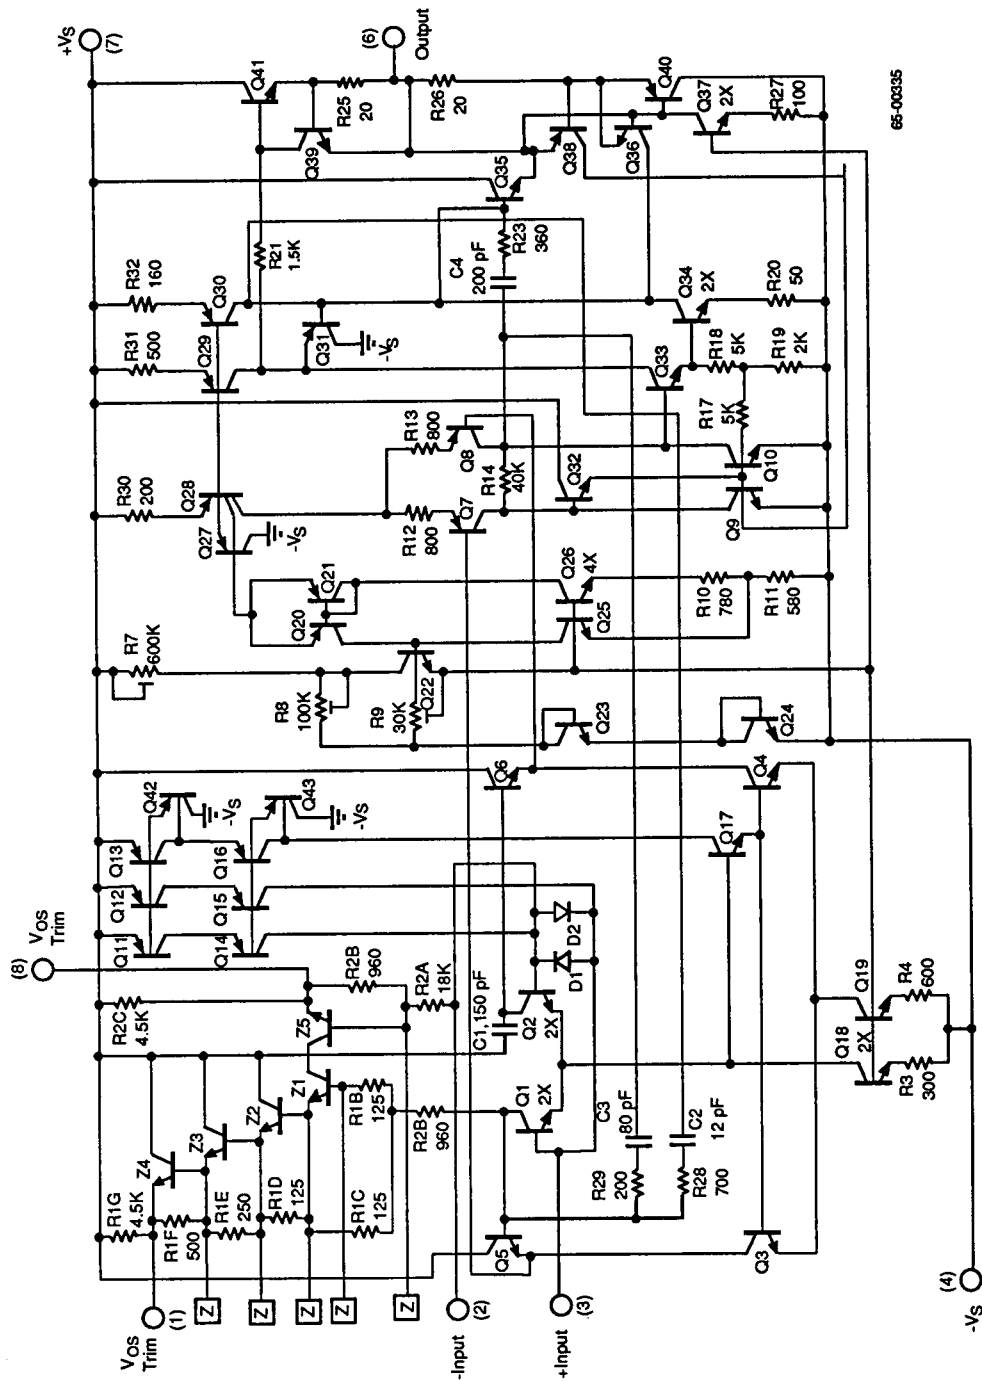 +VS
(7)
(6)
Output
Q41
R25
20
R26
20
Q40
Q37
2X
R27
100
65-00335
Q39
Q38
Q36
Q35
R21
1.5K
R23
360
C4
200 pF
R32
160
Q30
Q31
-VS
Q34
2X
R20
50
R31
500
Q29
Q33
R18
5K
R19
2K
R17
5K
R13
800
Q8
R14
40K
Q32
Q10
R30
200
Q28
Q27
-VS
R12
800
Q7
Q9
Q21
Q20
Q26
4X
Q25
R10
780
R11
580
R7
600K
R8
100K
R9
30K
Q22
Q23
Q24
Q6
Q4
Q42
-VS
Q43
-VS
Q13
Q16
Q17
Q12
Q15
Q11
Q14
D2
D1
VOS
Trim
(8)
R2C
4.5K
Z5
R2B
960
R2A
18K
C1, 150 pF
Q2
2X
Q19
R4
600
Q18
2X
R3
300
Z4
Z3
Z2
Z1
R1B
125
R2B
960
Q1
2X
C3
80 pF
C2
12 pF
R29
200
R28
700
R1G
4.5K
R1F
500
R1E
250
R1D
125
R1C
125
Q5
Q3
Z
Z
Z
Z
Z
VOS
Trim
(1)
-Input
(2)
+Input
(3)
(4)
-VS